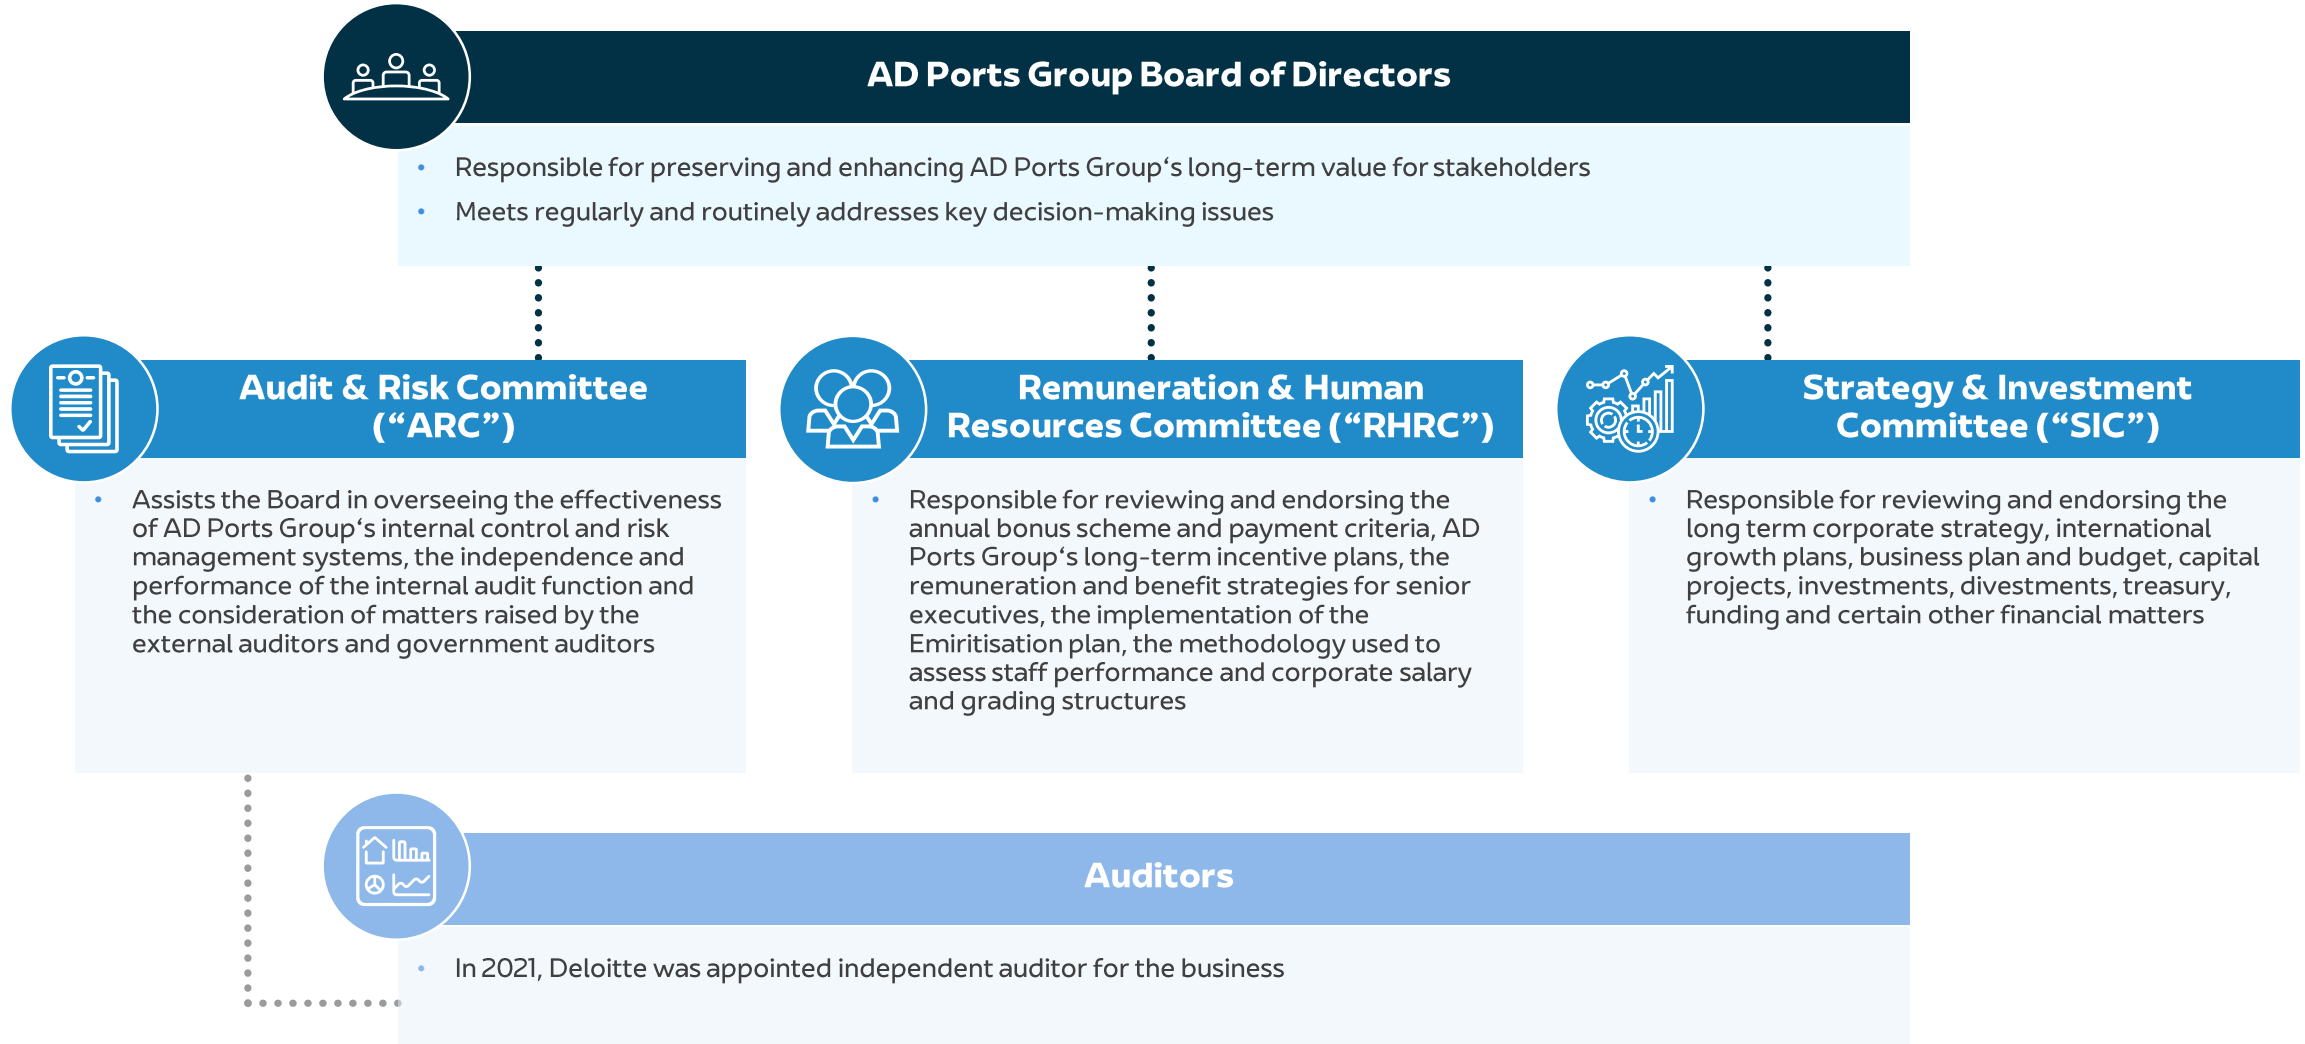 AD Ports Group Board of Directors
• Responsible for preserving and enhancing AD Ports Group‘s long-term value for stakeholders
• Meets regularly and routinely addresses key decision-making issues
Audit & Risk Committee
(“ARC”)
• Assists the Board in overseeing the effectiveness
of AD Ports Group‘s internal control and risk
management systems, the independence and
performance of the internal audit function and
the consideration of matters raised by the
external auditors and government auditors
Remuneration & Human
Resources Committee (“RHRC”)
• Responsible for reviewing and endorsing the
annual bonus scheme and payment criteria, AD
Ports Group‘s long-term incentive plans, the
remuneration and benefit strategies for senior
executives, the implementation of the
Emiritisation plan, the methodology used to
assess staff performance and corporate salary
and grading structures
Strategy & Investment
Committee (“SIC”)
• Responsible for reviewing and endorsing the
long term corporate strategy, international
growth plans, business plan and budget, capital
projects, investments, divestments, treasury,
funding and certain other financial matters
Auditors
• In 2021, Deloitte was appointed independent auditor for the business